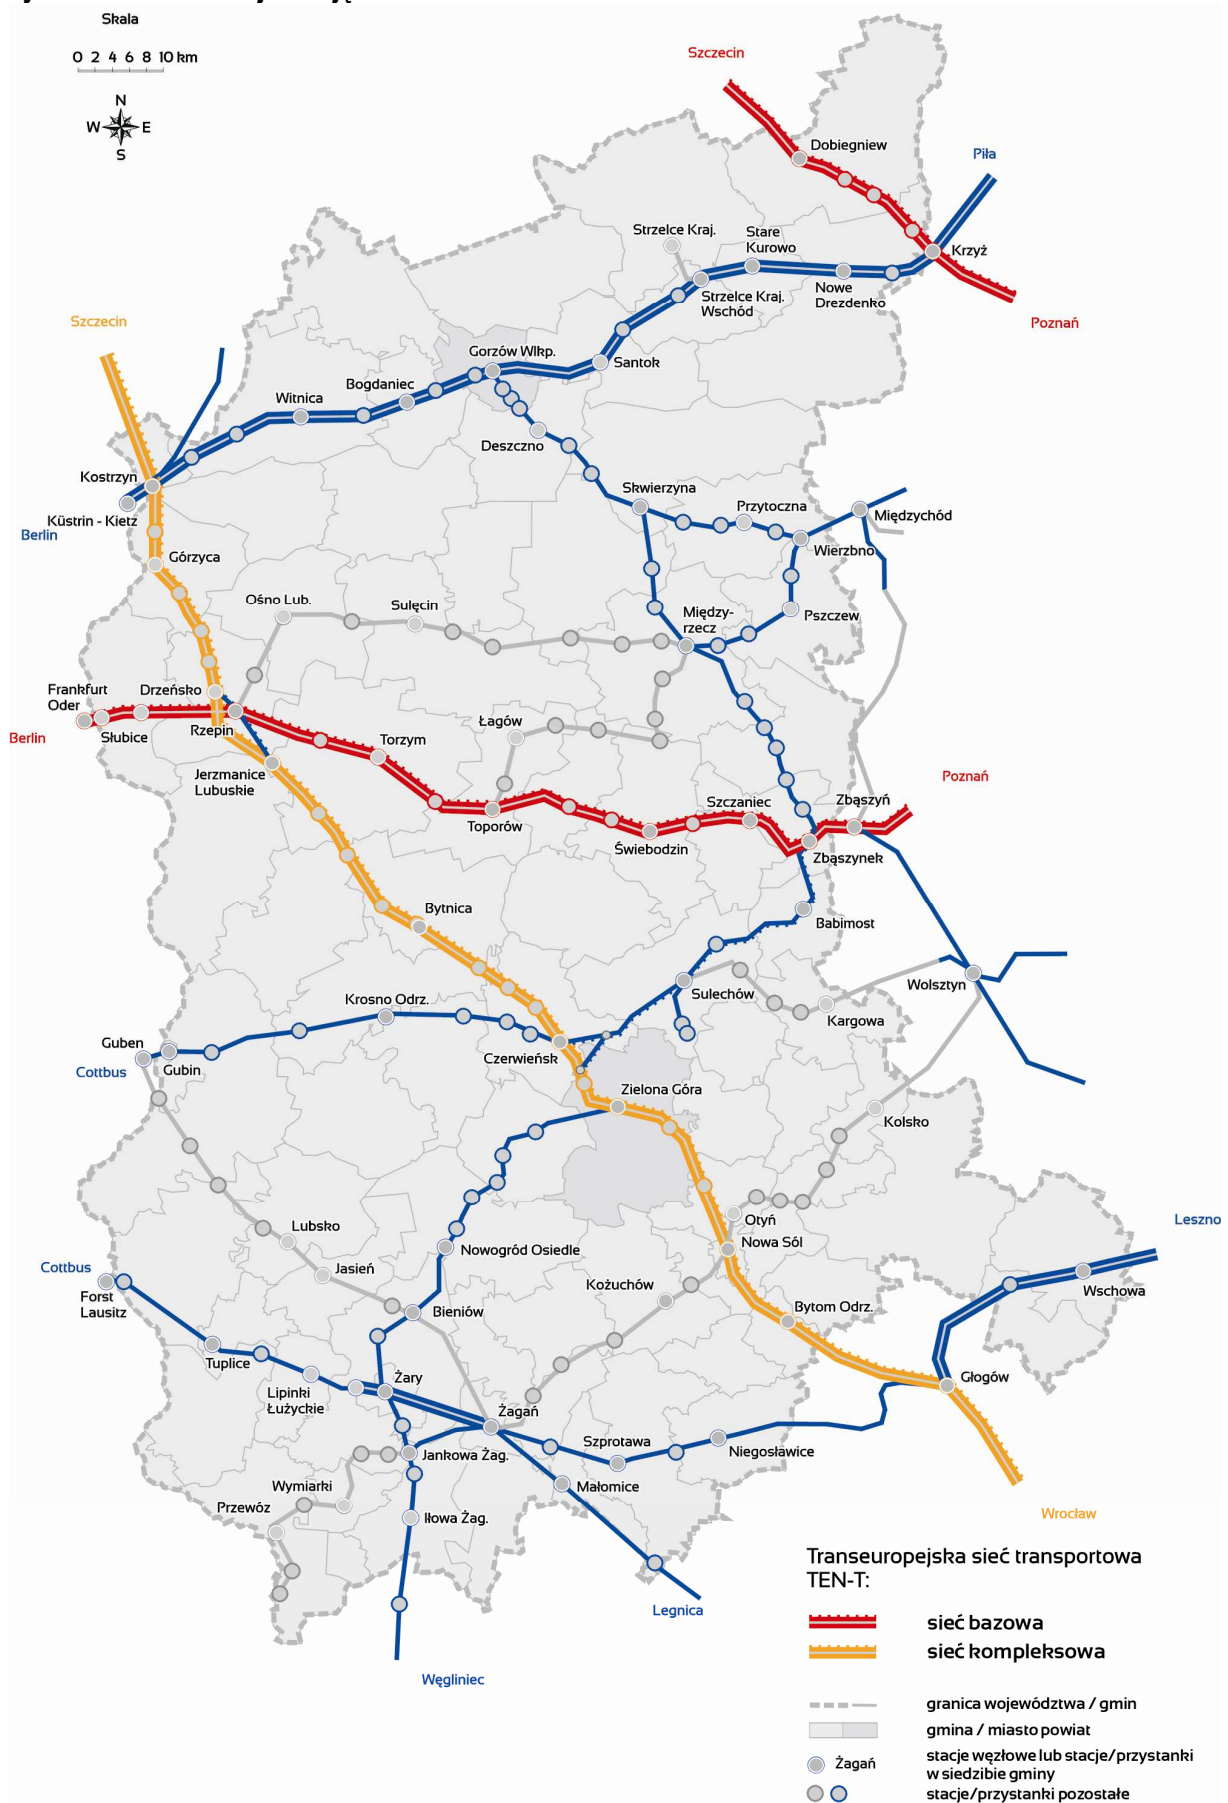 Skala
0 2 4 6 8 10 km
N
W E
S
Szczecin
Dobiegniew
Piła
Strzelce Kraj.
Stare
Kurowo
Krzyż
Strzelce Kraj.
Wschód
Nowe
Drezdenko
Poznań
Szczecin
Gorzów Wlkp.
Santok
Bogdaniec
Witnica
Deszczno
Kostrzyn
Küstrin - Kietz
Berlin
Skwierzyna
Przytoczna
Międzychód
Wierzbno
Górzyca
Ośno Lub.
Sulęcin
Między-
rzecz
Pszczew
Frankfurt
Oder
Drzeńsko
Berlin
Słubice
Rzepin
Łagów
Torzym
Jerzmanice
Lubuskie
Poznań
Toporów
Szczaniec
Zbąszyń
Świebodzin
Zbąszynek
Bytnica
Babimost
Sulechów
Wolsztyn
Krosno Odrz.
Kargowa
Guben
Cottbus
Gubin
Czerwieńsk
Zielona Góra
Kolsko
Lubsko
Otyń
Nowa Sól
Leszno
Nowogród Osiedle
Cottbus
Forst
Lausitz
Jasień
Kożuchów
Wschowa
Bieniów
Bytom Odrz.
Tuplice
Żary
Głogów
Lipinki
Łużyckie
Żagań
Szprotawa
Niegosławice
Jankowa Żag.
Wymiarki
Małomice
Przewóz
Iłowa Żag.
Wrocław
Legnica
Węgliniec
Transeuropejska sieć transportowa
TEN-T:
sieć bazowa
sieć kompleksowa
granica województwa / gmin
gmina / miasto powiat
Żagań
stacje węzłowe lub stacje/przystanki
w siedzibie gminy
stacje/przystanki pozostałe